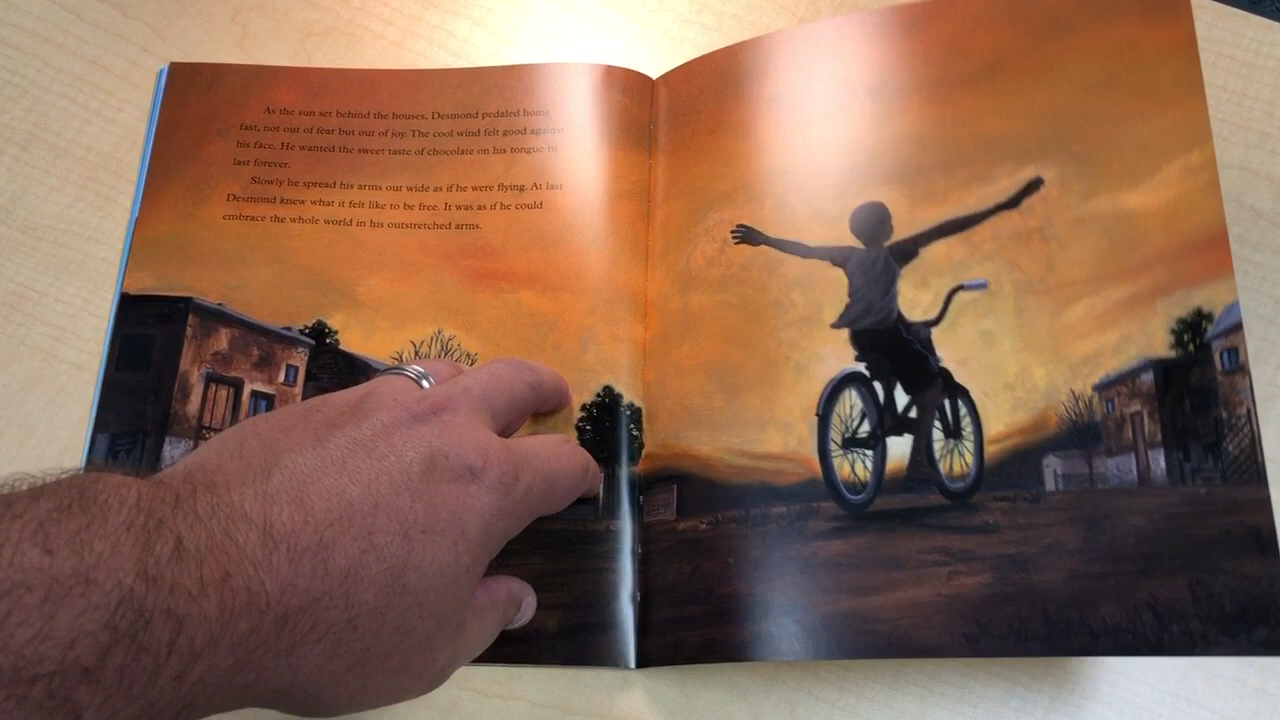 As the sun set behind the houses, Desmond pedaled home
fast, not out of fear but out of joy. The cool wind felt good against
his face. He wanted the sweet taste of chocolate on his tongue to
last forever.
Slowly he spread his arms out wide as if he were flying. At last
Desmond knew what it felt like to be free. It was as if he could
embrace the whole world in his outstretched arms.